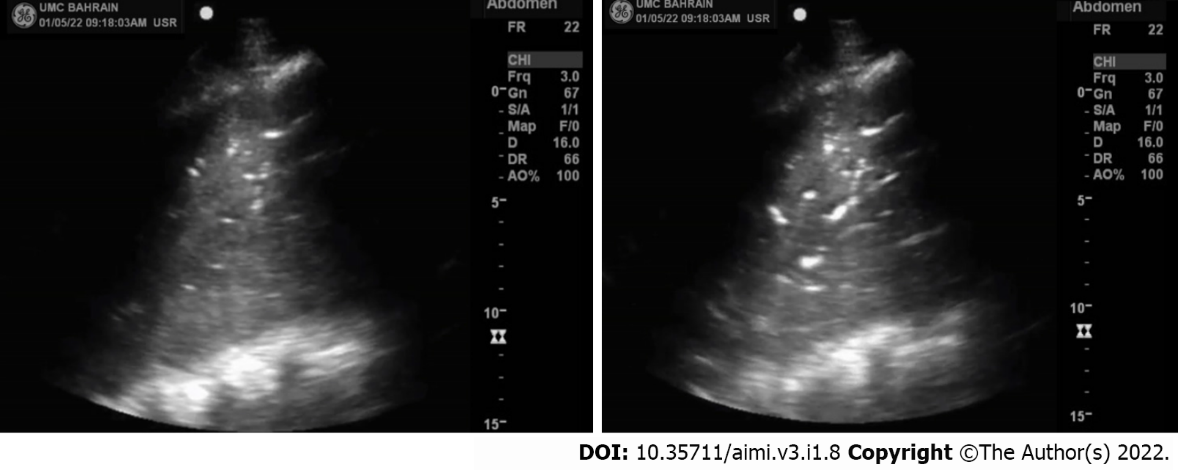 UMC BAHRAIN
01/05/22 09:18:03AM USR
Abdomen
FR 22
CHI
Frq 3.0
0 Gn 67
S/A 1/1
Map F/0
D 16.0
DR 66
AO% 100
5
10
15
UMC BAHRAIN
01/05/22 09:18:03AM USR
Abdomen
FR 22
CHI
Frq 3.0
0 Gn 67
S/A 1/1
Map F/0
D 16.0
DR 66
AO% 100
5
10
15
DOI: 10.35711/aimi.v3.i1.8 Copyright ©The Author(s) 2022.